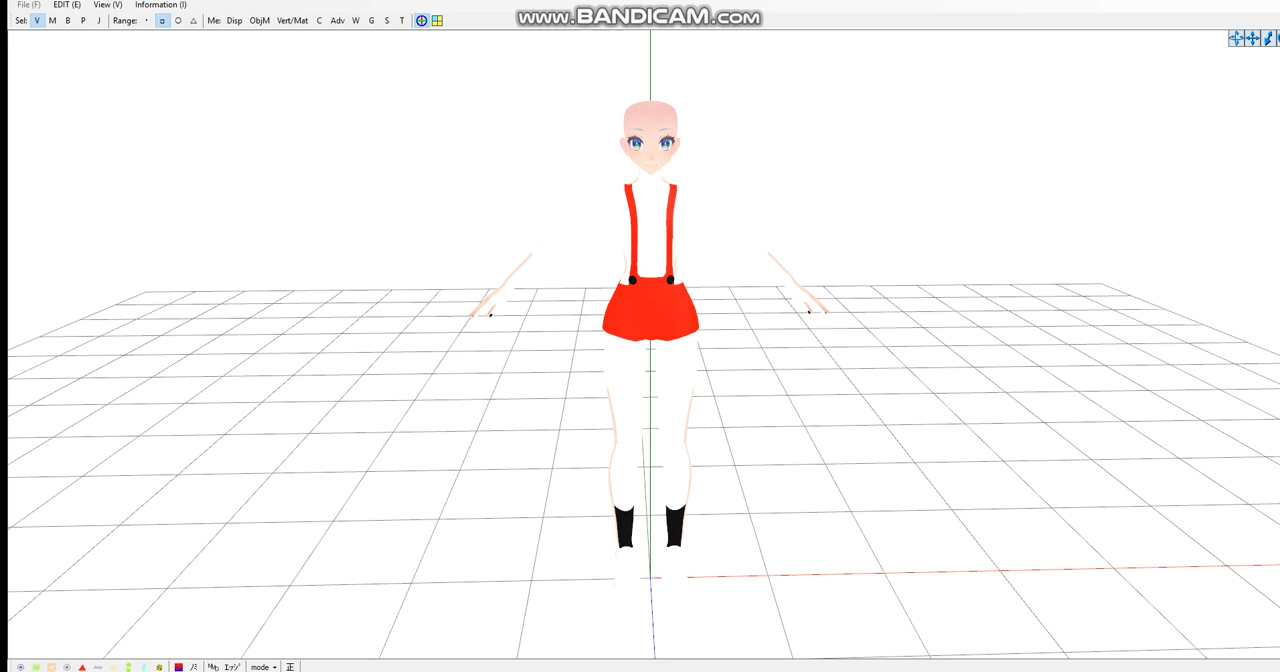 File (F) EDIT (E) View (V) Information (I)
Sel: V M B P J Range: Me: Disp ObjM Vert/Mat C Adv W G S T
www.BANDICAM.com
mode 正